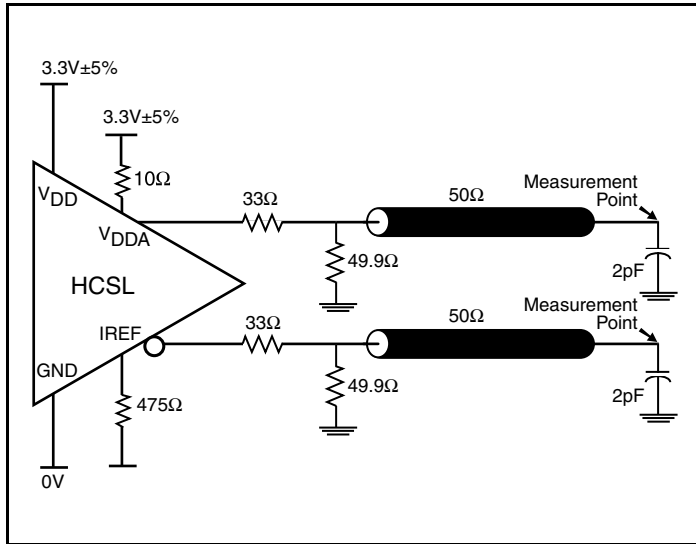 3.3V±5%
3.3V±5%
10Ω
VDD
VDDA
HCSL
IREF
GND
0V
475Ω
33Ω
49.9Ω
50Ω
Measurement
Point
2pF
33Ω
49.9Ω
50Ω
Measurement
Point
2pF